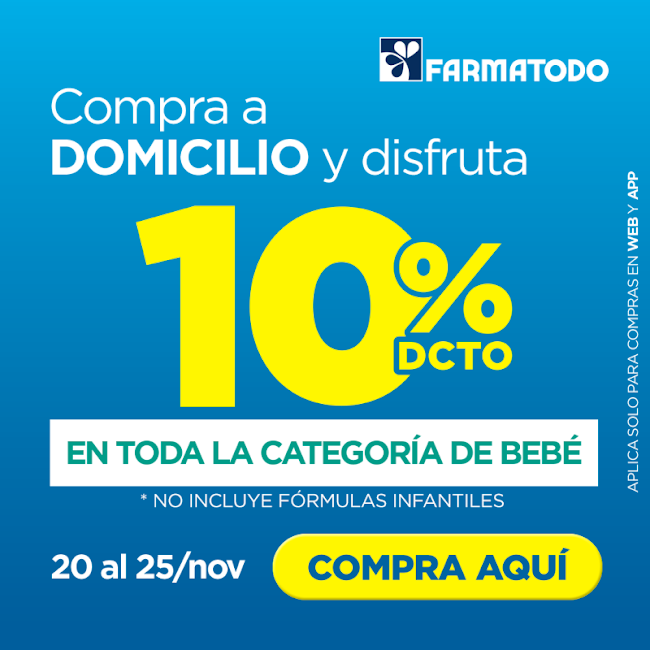 FARMATODO
Compra a
DOMICILIO y disfruta
10%
DCTO
EN TODA LA CATEGORÍA DE BEBÉ
* NO INCLUYE FÓRMULAS INFANTILES
20 al 25/nov
COMPRA AQUÍ
APLICA SOLO PARA COMPRAS EN WEB Y APP